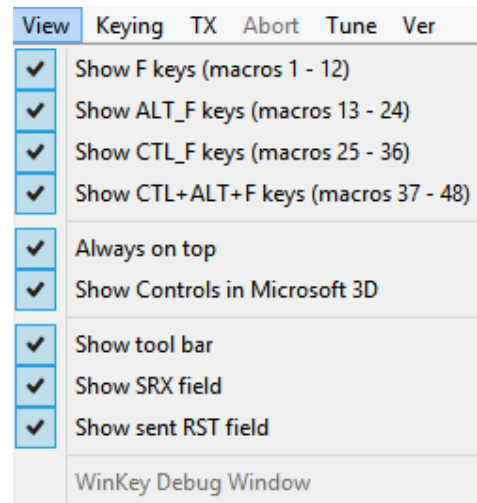 View Keying TX Abort Tune Ver
Show F keys (macros 1 - 12)
Show ALT_F keys (macros 13 - 24)
Show CTL_F keys (macros 25 - 36)
Show CTL+ALT+F keys (macros 37 - 48)
Always on top
Show Controls in Microsoft 3D
Show tool bar
Show SRX field
Show sent RST field
WinKey Debug Window